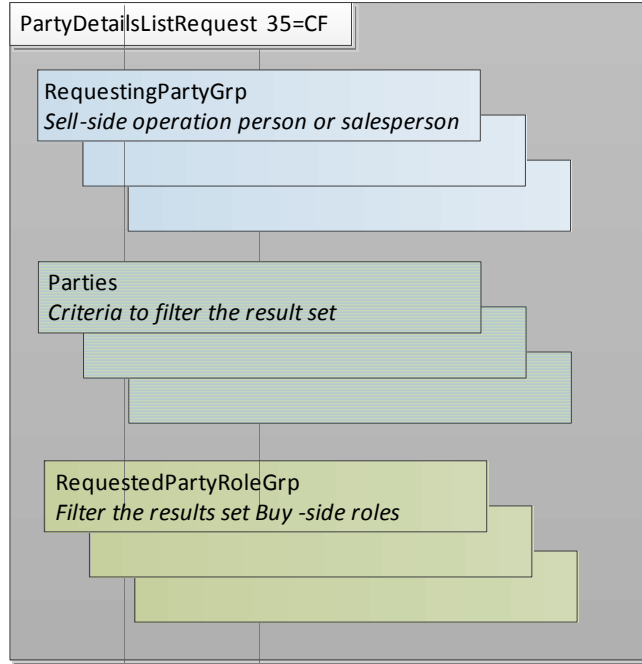 PartyDetailsListRequest 35=CF
RequestingPartyGrp
Sell-side operation person or salesperson
Parties
Criteria to filter the result set
RequestedPartyRoleGrp
Filter the results set Buy -side roles